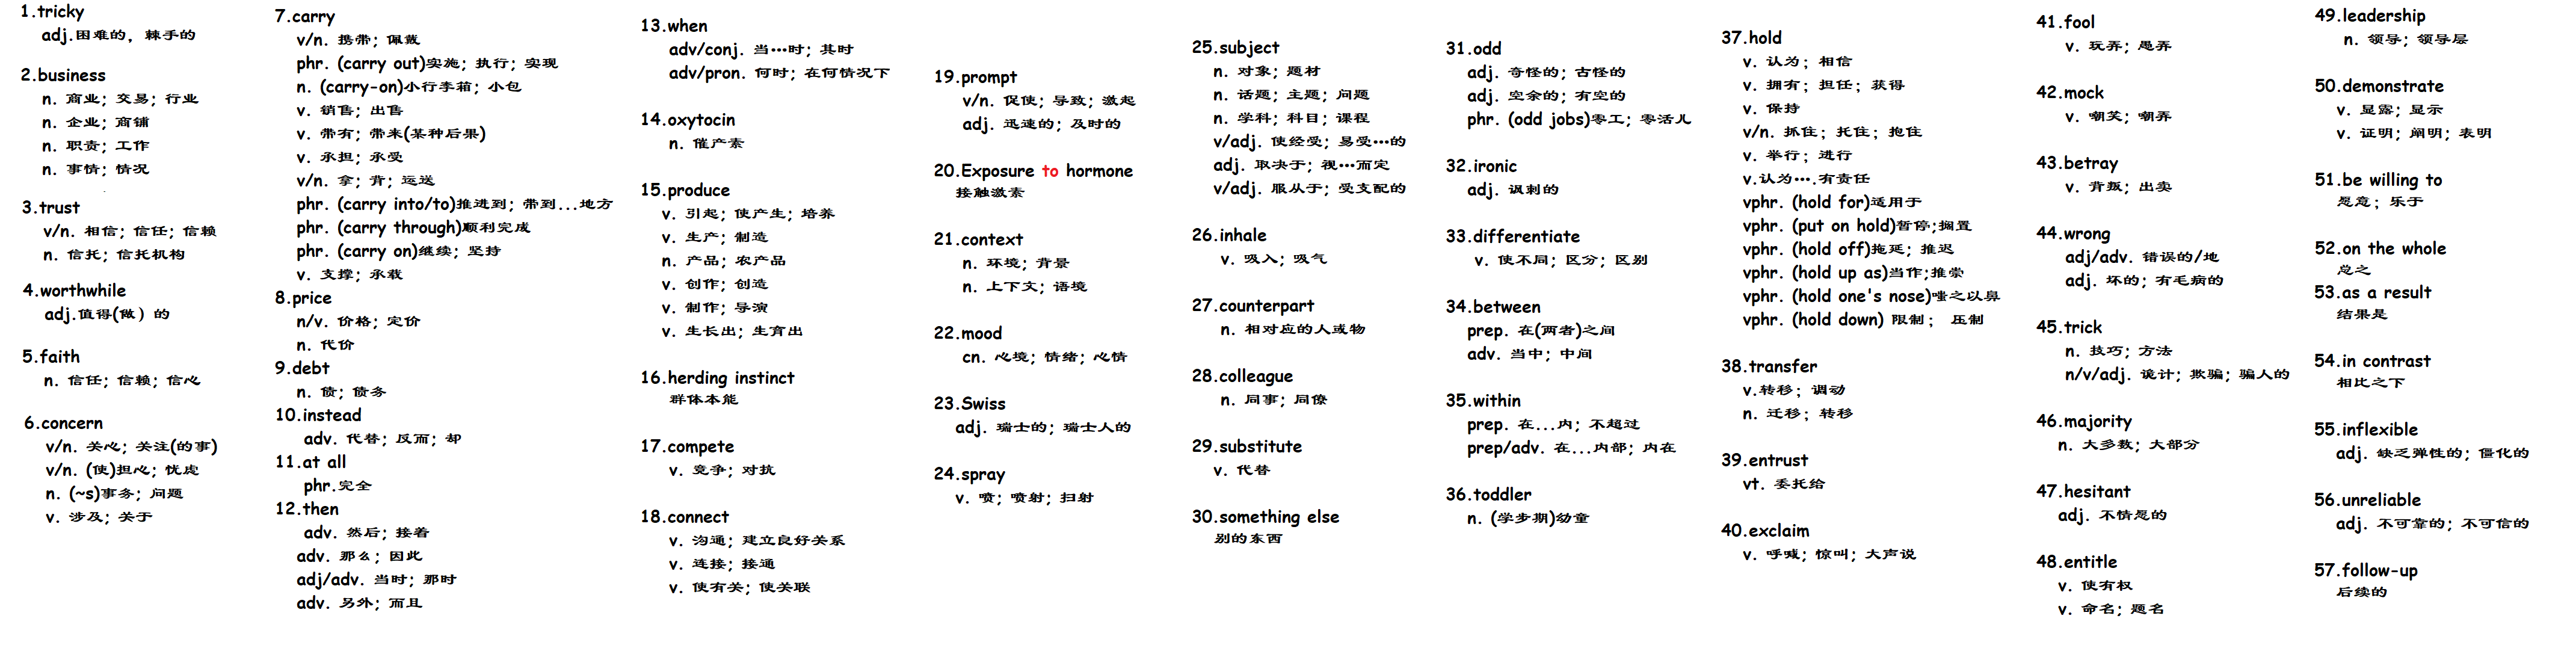 1.tricky
adj.困难的，棘手的
2.business
n. 商业；交易；行业
n. 企业；商铺
n. 职责；工作
n. 事情；情况
3.trust
v/n. 相信；信任；信赖
n. 信托；信托机构
4.worthwhile
adj.值得(做）的
5.faith
n. 信任；信赖；信心
6.concern
v/n. 关心；关注(的事)
v/n. (使)担心；忧虑
n. (~s)事务；问题
v. 涉及；关于
7.carry
v/n. 携带；佩戴
phr. (carry out)实施；执行；实现
n. (carry-on)小行李箱；小包
v. 销售；出售
v. 带有；带来(某种后果)
v. 承担；承受
v/n. 拿；背；运送
phr. (carry into/to)推进到；带到...地方
phr. (carry through)顺利完成
phr. (carry on)继续；坚持
v. 支撑；承载
8.price
n/v. 价格；定价
n. 代价
9.debt
n. 债；债务
10.instead
adv. 代替；反而；却
11.at all
phr.完全
12.then
adv. 然后；接着
adv. 那么；因此
adj/adv. 当时；那时
adv. 另外；而且
13.when
adv/conj. 当…时；其时
adv/pron. 何时；在何情况下
14.oxytocin
n. 催产素
15.produce
v. 引起；使产生；培养
v. 生产；制造
n. 产品；农产品
v. 创作；创造
v. 制作；导演
v. 生长出；生育出
16.herding instinct
群体本能
17.compete
v. 竞争；对抗
18.connect
v. 沟通；建立良好关系
v. 连接；接通
v. 使有关；使关联
19.prompt
v/n. 促使；导致；激起
adj. 迅速的；及时的
20.Exposure to hormone
接触激素
21.context
n. 环境；背景
n. 上下文；语境
22.mood
cn. 心境；情绪；心情
23.Swiss
adj. 瑞士的；瑞士人的
24.spray
v. 喷；喷射；扫射
25.subject
n. 对象；题材
n. 话题；主题；问题
n. 学科；科目；课程
v/adj. 使经受；易受…的
adj. 取决于；视…而定
v/adj. 服从于；受支配的
26.inhale
v. 吸入；吸气
27.counterpart
n. 相对应的人或物
28.colleague
n. 同事；同僚
29.substitute
v. 代替
30.something else
别的东西
31.odd
adj. 奇怪的；古怪的
adj. 空余的；有空的
phr. (odd jobs)零工；零活儿
32.ironic
adj. 讽刺的
33.differentiate
v. 使不同；区分；区别
34.between
prep. 在(两者)之间
adv. 当中；中间
35.within
prep. 在...内；不超过
prep/adv. 在...内部；内在
36.toddler
n. (学步期)幼童
37.hold
v. 认为；相信
v. 拥有；担任；获得
v. 保持
v/n. 抓住；托住；抱住
v. 举行；进行
v.认为….有责任
vphr. (hold for)适用于
vphr. (put on hold)暂停;搁置
vphr. (hold off)拖延；推迟
vphr. (hold up as)当作;推崇
vphr. (hold one's nose)嗤之以鼻
vphr. (hold down) 限制； 压制
38.transfer
v.转移；调动
n. 迁移；转移
39.entrust
vt. 委托给
40.exclaim
v. 呼喊；惊叫；大声说
41.fool
v. 玩弄；愚弄
42.mock
v. 嘲笑；嘲弄
43.betray
v. 背叛；出卖
44.wrong
adj/adv. 错误的/地
adj. 坏的；有毛病的
45.trick
n. 技巧；方法
n/v/adj. 诡计；欺骗；骗人的
46.majority
n. 大多数；大部分
47.hesitant
adj. 不情愿的
48.entitle
v. 使有权
v. 命名；题名
49.leadership
n. 领导；领导层
50.demonstrate
v. 显露；显示
v. 证明；阐明；表明
51.be willing to
愿意；乐于
52.on the whole
总之
53.as a result
结果是
54.in contrast
相比之下
55.inflexible
adj. 缺乏弹性的；僵化的
56.unreliable
adj. 不可靠的；不可信的
57.follow-up
后续的